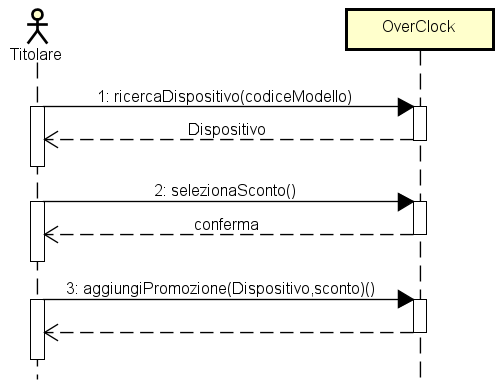 OverClock
Titolare
1: ricercaDispositivo(codiceModello)
Dispositivo
2: selezionaSconto()
conferma
3: aggiungiPromozione(Dispositivo,sconto)()